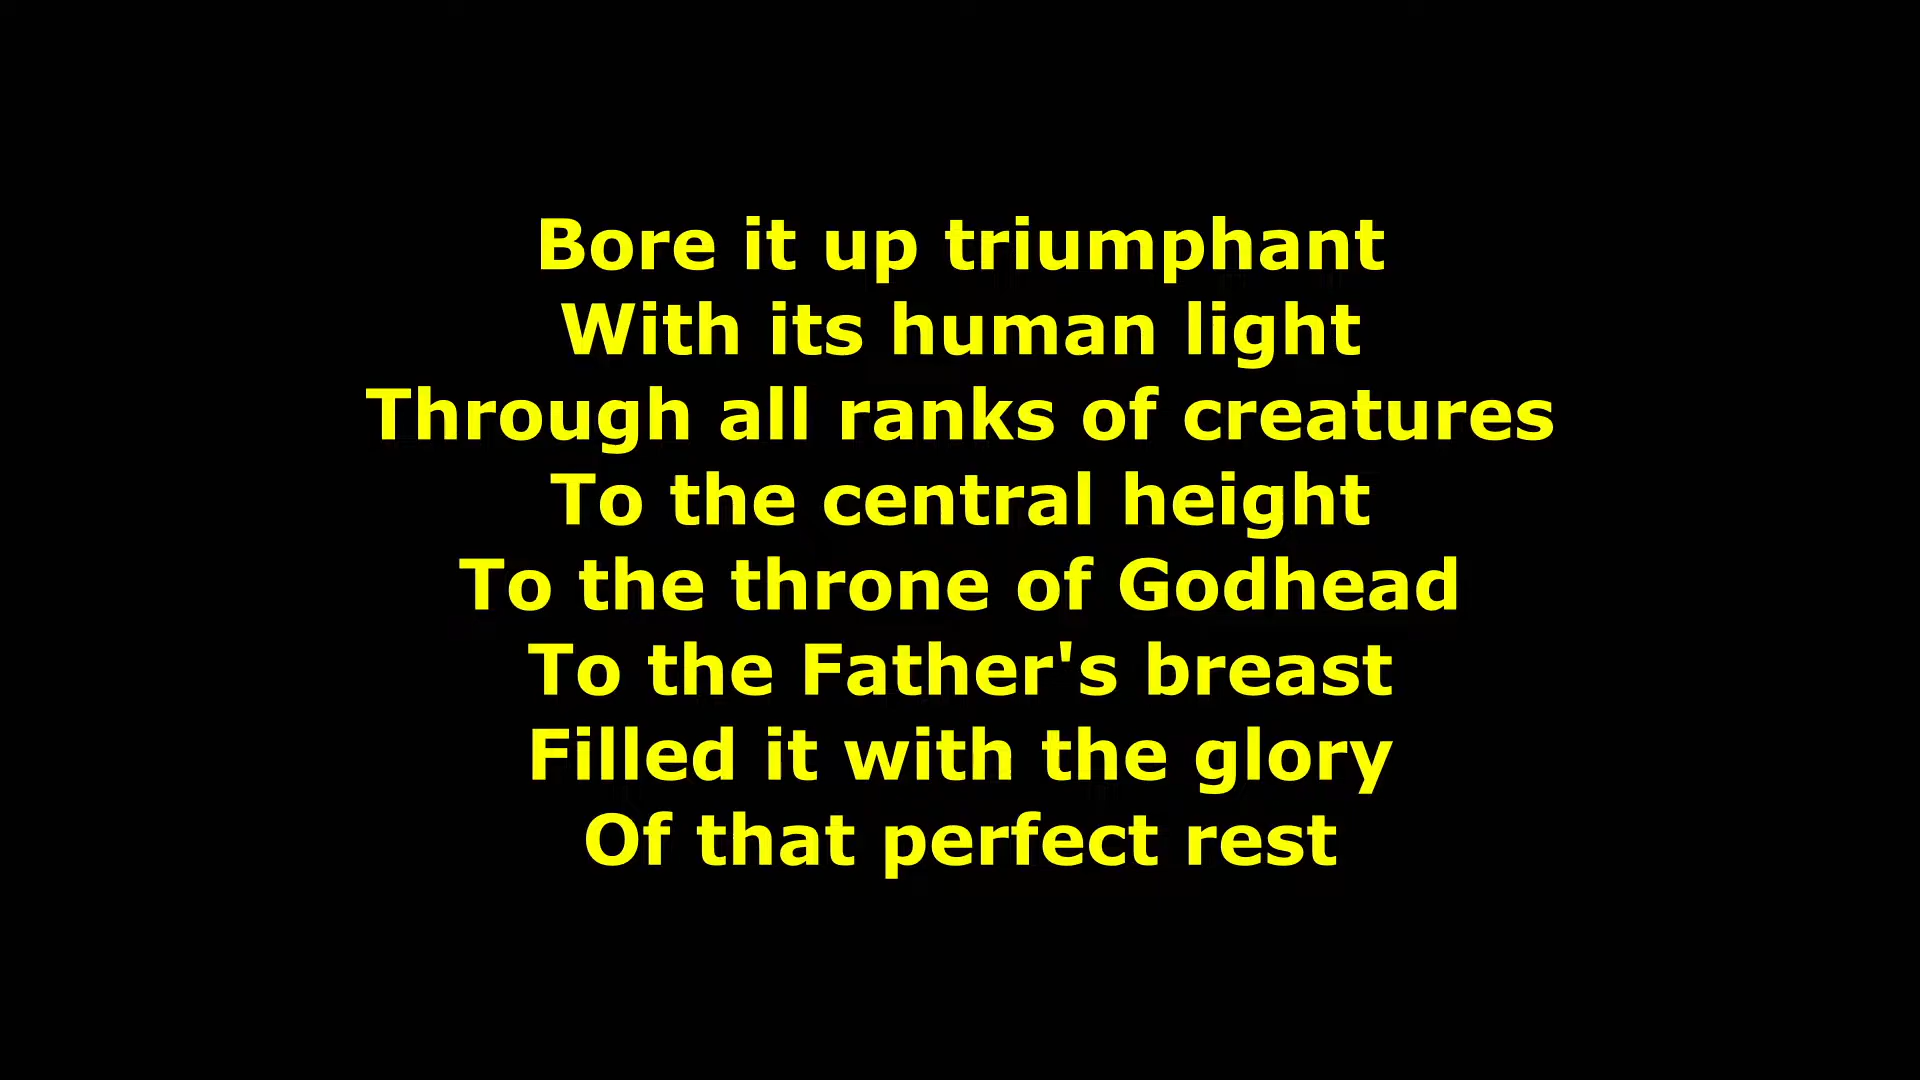 Bore it up triumphant
With its human light
Through all ranks of creatures
To the central height
To the throne of Godhead
To the Father's breast
Filled it with the glory
Of that perfect rest